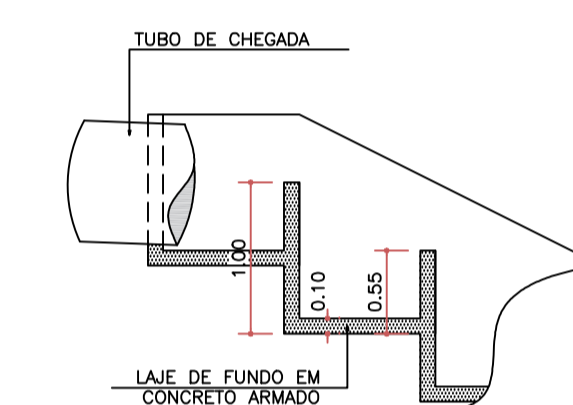 TUBO DE CHEGADA
1.00
0.10
0.55
LAJE DE FUNDO EM
CONCRETO ARMADO